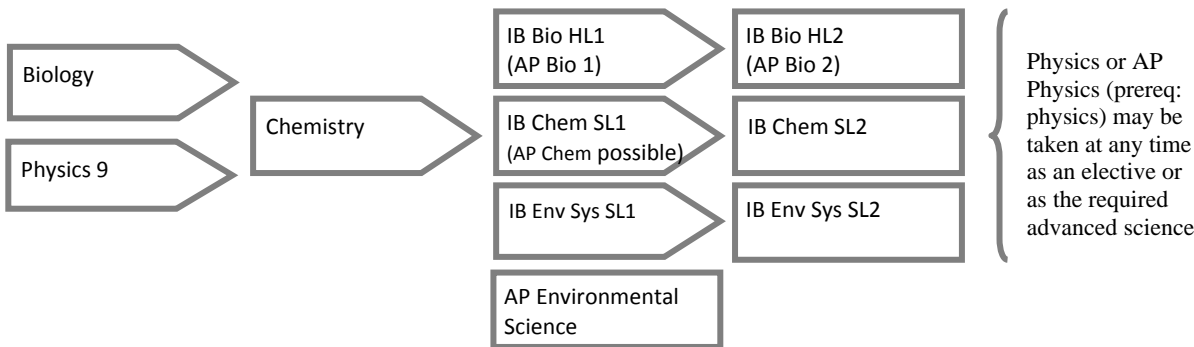 Biology
Physics 9
Chemistry
IB Bio HL1
(AP Bio 1)
IB Bio HL2
(AP Bio 2)
IB Chem SL1
(AP Chem possible)
IB Chem SL2
IB Env Sys SL1
IB Env Sys SL2
AP Environmental
Science
Physics or AP
Physics (prereq:
physics) may be
taken at any time
as an elective or
as the required
advanced science